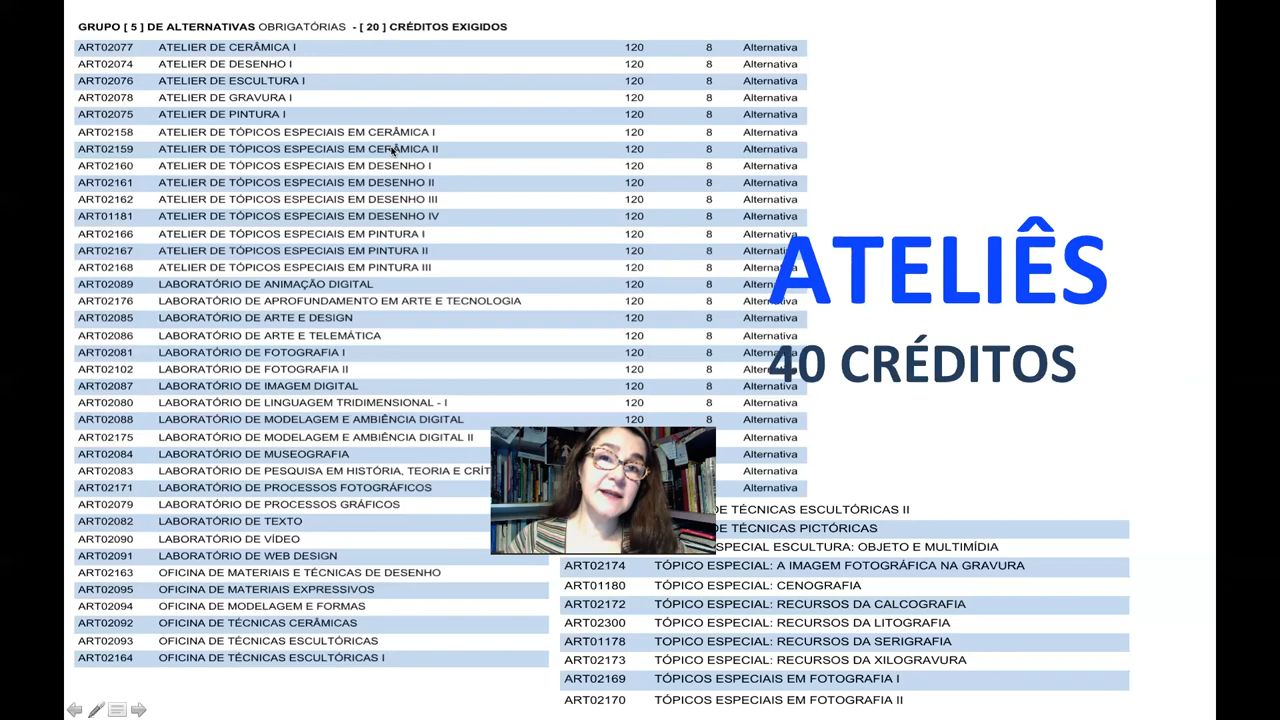 GRUPO [ 5 ] DE ALTERNATIVAS OBRIGATÓRIAS - [ 20 ] CRÉDITOS EXIGIDOS
ART02077 ATELIER DE CERÂMICA I 120 8 Alternativa
ART02074 ATELIER DE DESENHO I 120 8 Alternativa
ART02076 ATELIER DE ESCULTURA I 120 8 Alternativa
ART02078 ATELIER DE GRAVURA I 120 8 Alternativa
ART02075 ATELIER DE PINTURA I 120 8 Alternativa
ART02158 ATELIER DE TÓPICOS ESPECIAIS EM CERÂMICA I 120 8 Alternativa
ART02159 ATELIER DE TÓPICOS ESPECIAIS EM CERÂMICA II 120 8 Alternativa
ART02160 ATELIER DE TÓPICOS ESPECIAIS EM DESENHO I 120 8 Alternativa
ART02161 ATELIER DE TÓPICOS ESPECIAIS EM DESENHO II 120 8 Alternativa
ART02162 ATELIER DE TÓPICOS ESPECIAIS EM DESENHO III 120 8 Alternativa
ART01181 ATELIER DE TÓPICOS ESPECIAIS EM DESENHO IV 120 8 Alternativa
ART02166 ATELIER DE TÓPICOS ESPECIAIS EM PINTURA I 120 8 Alternativa
ART02167 ATELIER DE TÓPICOS ESPECIAIS EM PINTURA II 120 8 Alternativa
ART02168 ATELIER DE TÓPICOS ESPECIAIS EM PINTURA III 120 8 Alternativa
ART02089 LABORATÓRIO DE ANIMAÇÃO DIGITAL 120 8 Alternativa
ART02176 LABORATÓRIO DE APROFUNDAMENTO EM ARTE E TECNOLOGIA 120 8 Alternativa
ART02085 LABORATÓRIO DE ARTE E DESIGN 120 8 Alternativa
ART02086 LABORATÓRIO DE ARTE E TELEMÁTICA 120 8 Alternativa
ART02081 LABORATÓRIO DE FOTOGRAFIA I 120 8 Alternativa
ART02102 LABORATÓRIO DE FOTOGRAFIA II 120 8 Alternativa
ART02087 LABORATÓRIO DE IMAGEM DIGITAL 120 8 Alternativa
ART02080 LABORATÓRIO DE LINGUAGEM TRIDIMENSIONAL - I 120 8 Alternativa
ART02088 LABORATÓRIO DE MODELAGEM E AMBIÊNCIA DIGITAL 120 8 Alternativa
ART02175 LABORATÓRIO DE MODELAGEM E AMBIÊNCIA DIGITAL II Alternativa
ART02084 LABORATÓRIO DE MUSEOGRAFIA Alternativa
ART02083 LABORATÓRIO DE PESQUISA EM HISTÓRIA, TEORIA E CRÍT Alternativa
ART02171 LABORATÓRIO DE PROCESSOS FOTOGRÁFICOS Alternativa
ART02079 LABORATÓRIO DE PROCESSOS GRÁFICOS
ART02082 LABORATÓRIO DE TEXTO
ART02090 LABORATÓRIO DE VÍDEO
ART02091 LABORATÓRIO DE WEB DESIGN
ART02163 OFICINA DE MATERIAIS E TÉCNICAS DE DESENHO
ART02095 OFICINA DE MATERIAIS EXPRESSIVOS
ART02094 OFICINA DE MODELAGEM E FORMAS
ART02092 OFICINA DE TÉCNICAS CERÂMICAS
ART02093 OFICINA DE TÉCNICAS ESCULTÓRICAS
ART02164 OFICINA DE TÉCNICAS ESCULTÓRICAS I
DE TÉCNICAS ESCULTÓRICAS II
DE TÉCNICAS PICTÓRICAS
SPECIAL ESCULTURA: OBJETO E MULTIMÍDIA
ART02174 TÓPICO ESPECIAL: A IMAGEM FOTOGRÁFICA NA GRAVURA
ART01180 TÓPICO ESPECIAL: CENOGRAFIA
ART02172 TÓPICO ESPECIAL: RECURSOS DA CALCOGRAFIA
ART02300 TÓPICO ESPECIAL: RECURSOS DA LITOGRAFIA
ART01178 TOPICO ESPECIAL: RECURSOS DA SERIGRAFIA
ART02173 TÓPICO ESPECIAL: RECURSOS DA XILOGRAVURA
ART02169 TÓPICOS ESPECIAIS EM FOTOGRAFIA I
ART02170 TÓPICOS ESPECIAIS EM FOTOGRAFIA II
ATELIÊS
40 CRÉDITOS